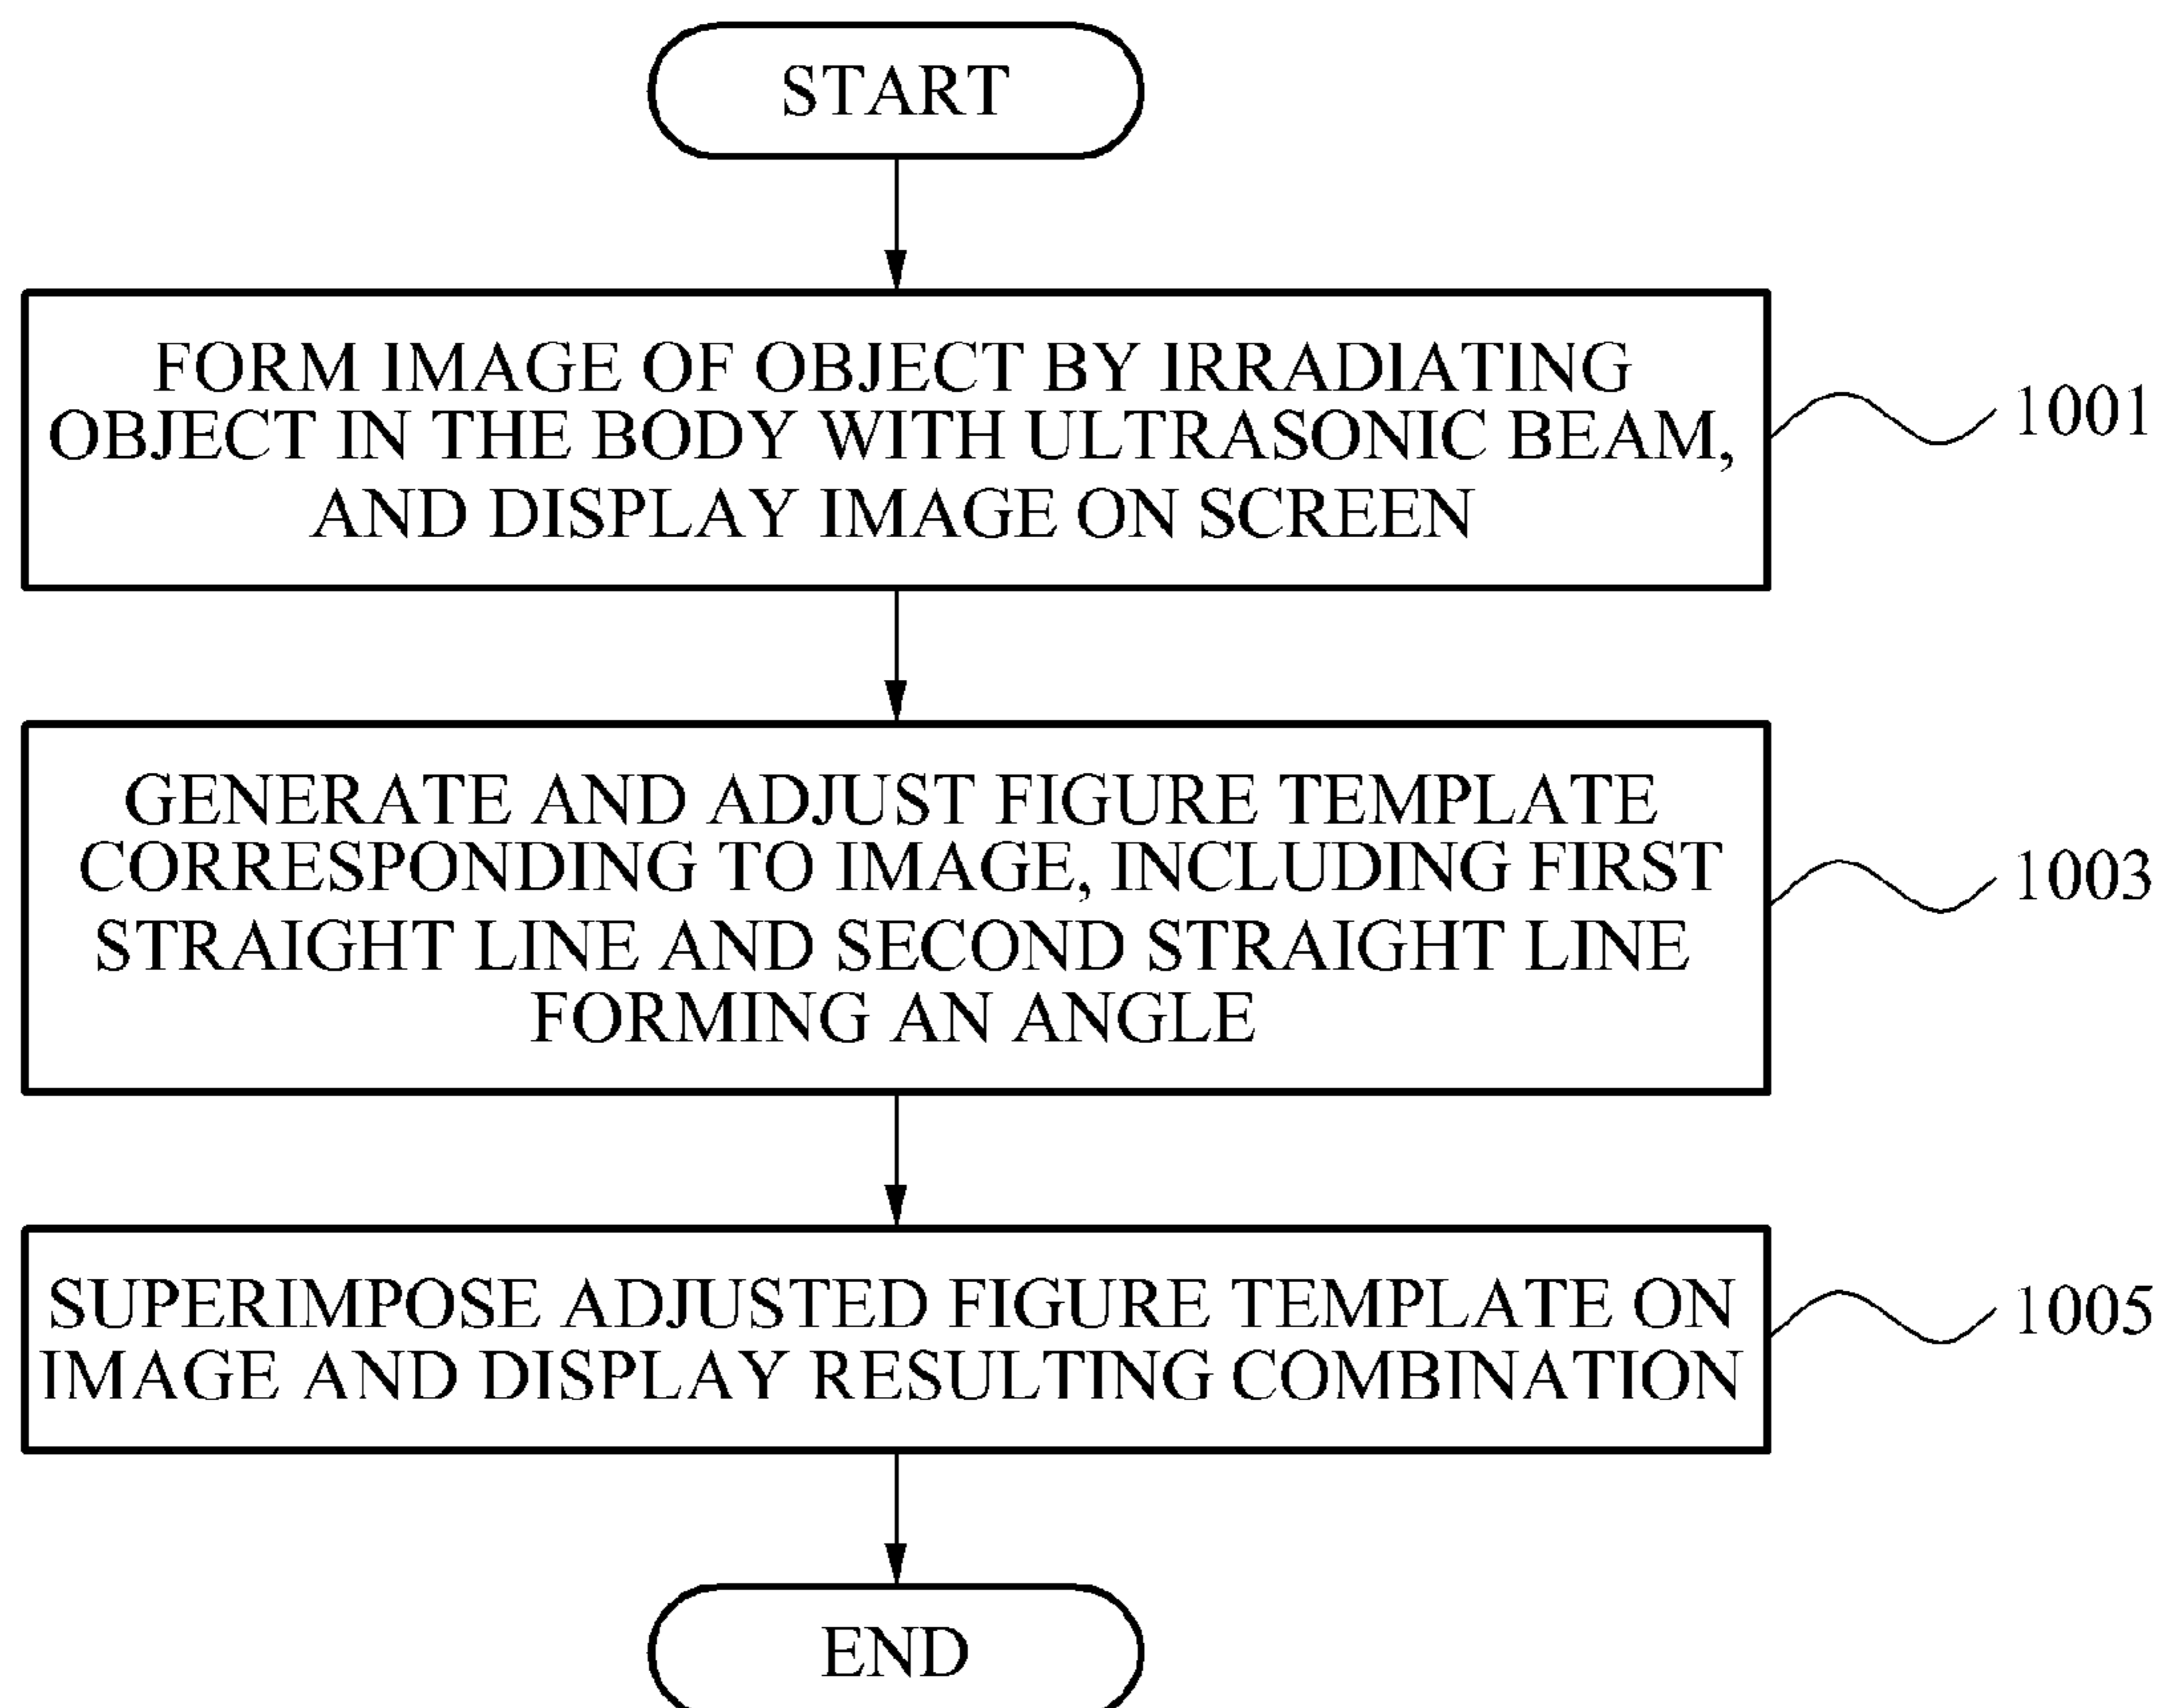 START
FORM IMAGE OF OBJECT BY IRRADIATING
OBJECT IN THE BODY WITH ULTRASONIC BEAM,
AND DISPLAY IMAGE ON SCREEN
1001
GENERATE AND ADJUST FIGURE TEMPLATE
CORRESPONDING TO IMAGE, INCLUDING FIRST
STRAIGHT LINE AND SECOND STRAIGHT LINE
FORMING AN ANGLE
1003
SUPERIMPOSE ADJUSTED FIGURE TEMPLATE ON
IMAGE AND DISPLAY RESULTING COMBINATION
1005
END